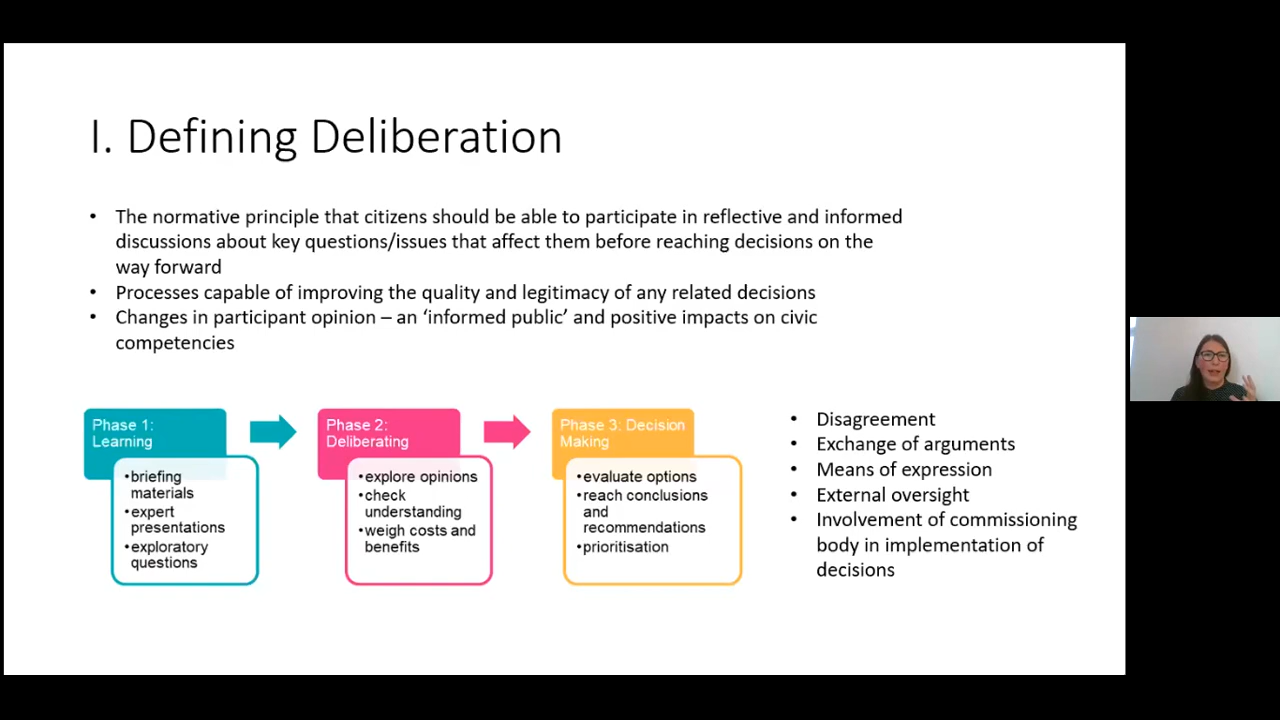 I. Defining Deliberation
• The normative principle that citizens should be able to participate in reflective and informed
discussions about key questions/issues that affect them before reaching decisions on the
way forward
• Processes capable of improving the quality and legitimacy of any related decisions
• Changes in participant opinion – an ‘informed public’ and positive impacts on civic
competencies
Phase 1:
Learning
•briefing
materials
•expert
presentations
•exploratory
questions
Phase 2:
Deliberating
•explore opinions
•check
understanding
•weigh costs and
benefits
Phase 3: Decision
Making
•evaluate options
•reach conclusions
and
recommendations
•prioritisation
• Disagreement
• Exchange of arguments
• Means of expression
• External oversight
• Involvement of commissioning
body in implementation of
decisions